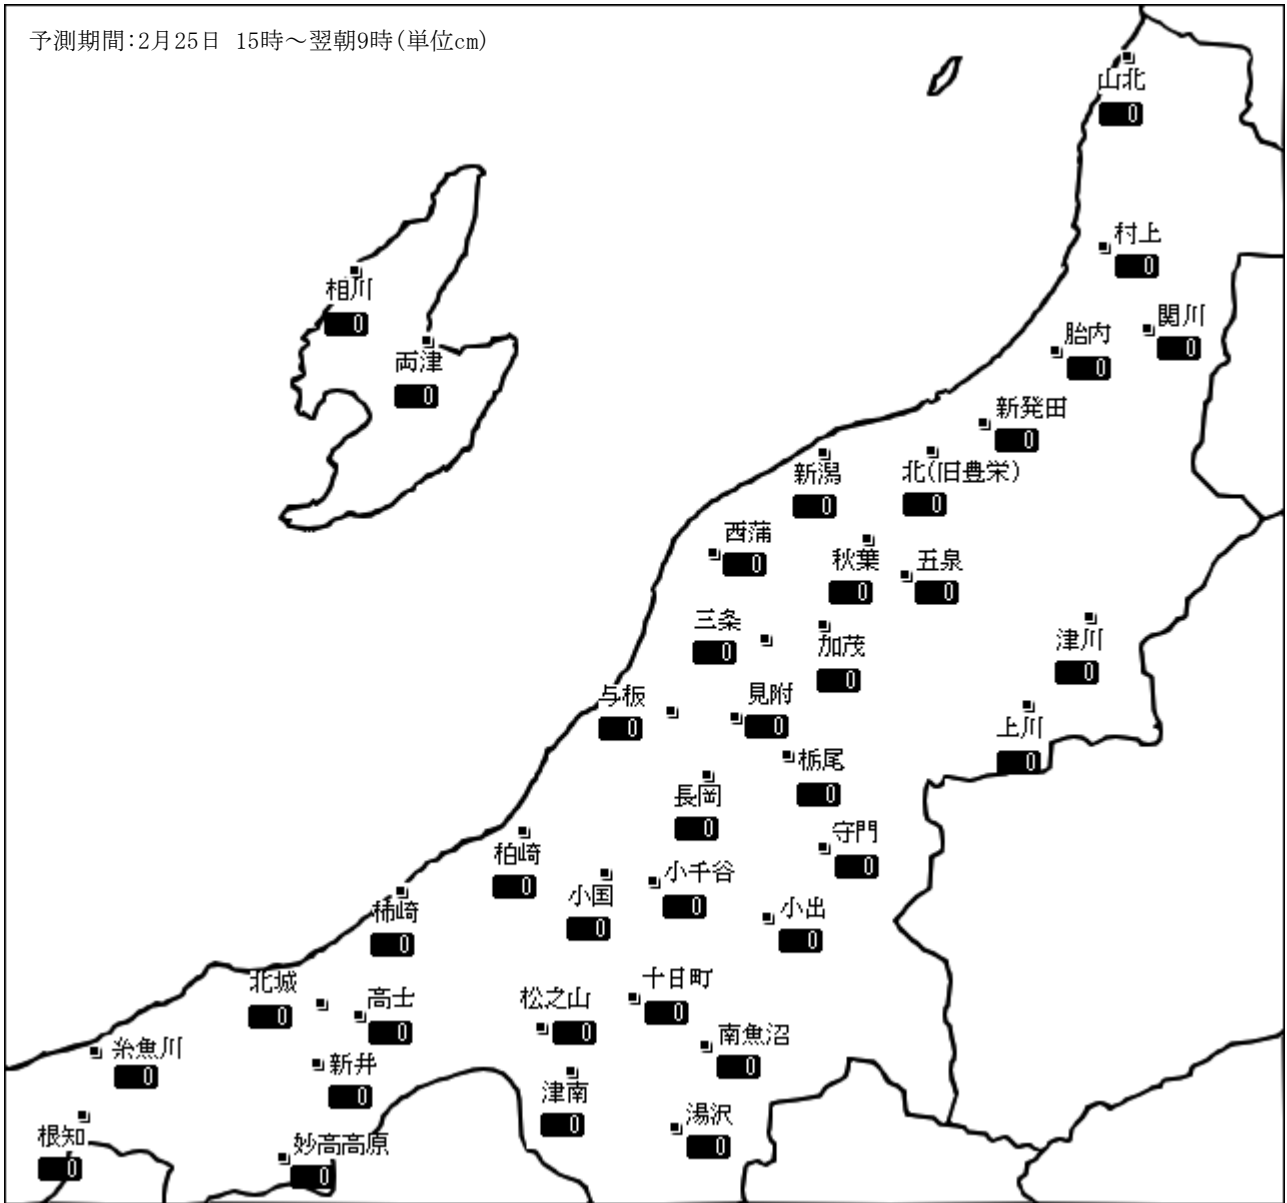 予測期間:2月25日 15時～翌朝9時(単位cm)
山北
0
村上
0
相川
0
関川
0
胎内
0
両津
0
新発田
0
新潟
0
北(旧豊栄)
0
西蒲
0
秋葉
0
五泉
0
三条
0
加茂
0
津川
0
与板
0
見附
0
上川
0
栃尾
0
長岡
0
守門
0
柏崎
0
小千谷
0
小国
0
小出
0
柿崎
0
北城
0
高士
0
松之山
0
十日町
0
糸魚川
0
新井
0
南魚沼
0
津南
0
湯沢
0
根知
0
妙高高原
0